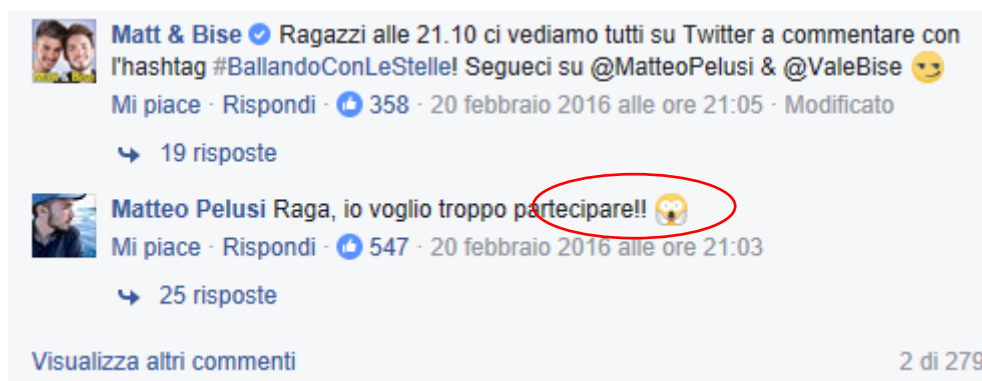 Matt & Bise Ragazzi alle 21.10 ci vediamo tutti su Twitter a commentare con
l'hashtag #BallandoConLeStelle! Segueci su @MatteoPelusi & @ValeBise 😏
Mi piace · Rispondi · 358 · 20 febbraio 2016 alle ore 21:05 · Modificato
19 risposte
Matteo Pelusi Raga, io voglio troppo partecipare!! 😱
Mi piace · Rispondi · 547 · 20 febbraio 2016 alle ore 21:03
25 risposte
Visualizza altri commenti 2 di 279